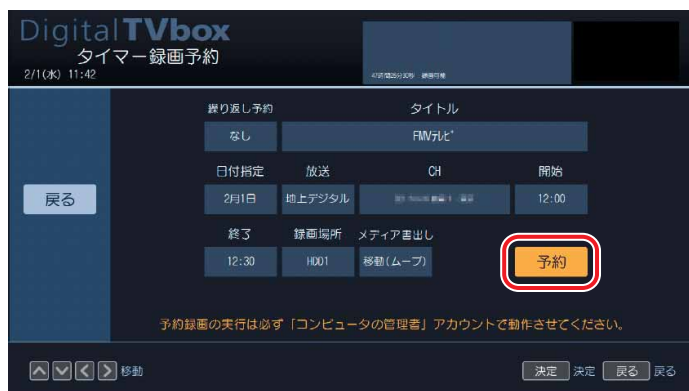 DigitalTVbox
タイマー録画予約
2/1(水) 11:42
録画可能
繰り返し予約 タイトル
なし FMVテレビ
日付指定 放送 CH 開始
戻る 2月1日 地上デジタル 12:00
終了 録画場所 メディア書出し
12:30 HDD1 移動(ムーブ) 予約
予約録画の実行は必ず「コンピュータの管理者」アカウントで動作させてください。
移動 決定 決定 戻る 戻る